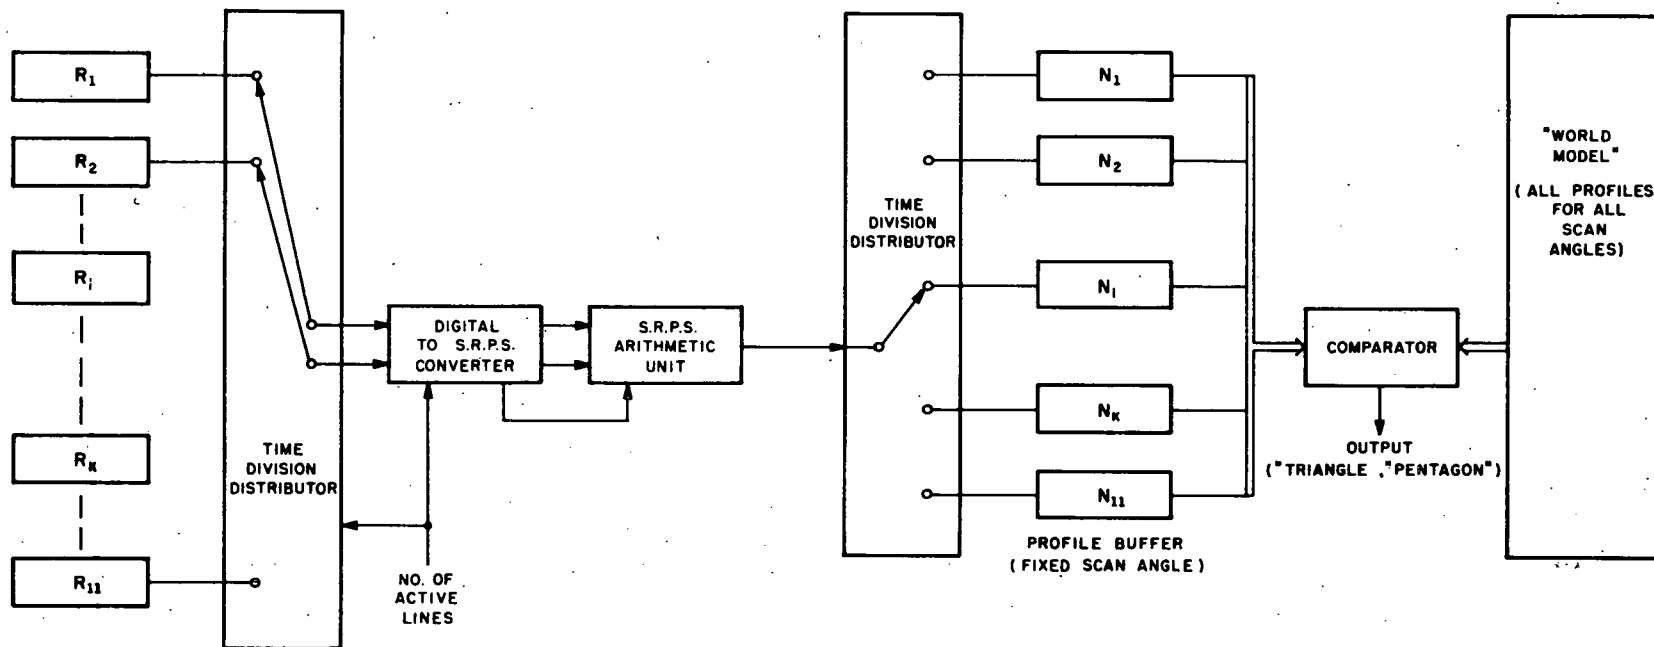 R1
R2
Ri
RK
R11
TIME
DIVISION
DISTRIBUTOR
NO. OF
ACTIVE
LINES
DIGITAL
TO S.R.P.S.
CONVERTER
S.R.P.S.
ARITHMETIC
UNIT
TIME
DIVISION
DISTRIBUTOR
N1
N2
Ni
NK
N11
PROFILE BUFFER
(FIXED SCAN ANGLE)
COMPARATOR
OUTPUT
("TRIANGLE ,"PENTAGON")
"WORLD
MODEL"
(ALL PROFILES
FOR ALL
SCAN
ANGLES)